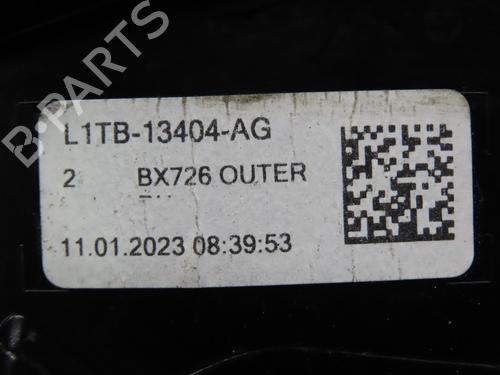 L1TB-13404-AG
2 BX726 OUTER
11.01.2023 08:39:53
B-PARTS